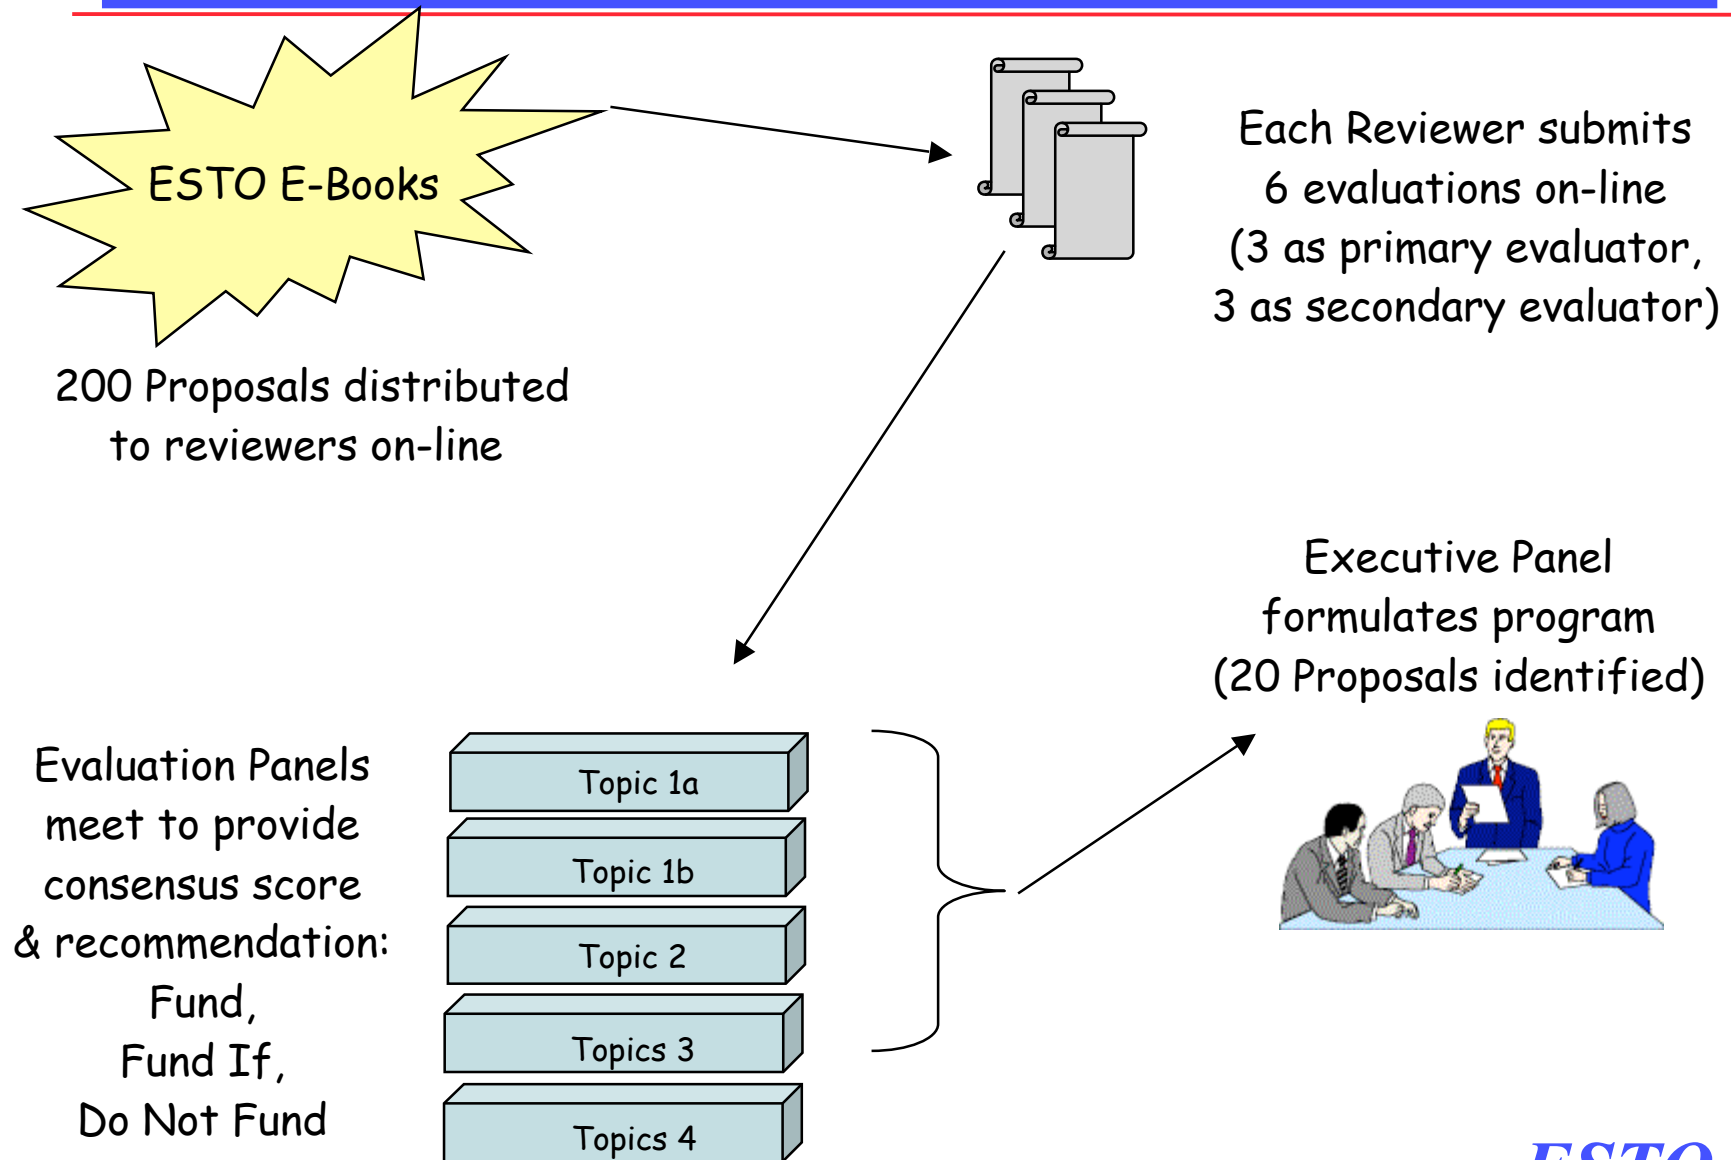 ESTO E-Books
200 Proposals distributed
to reviewers on-line
Each Reviewer submits
6 evaluations on-line
(3 as primary evaluator,
3 as secondary evaluator)
Evaluation Panels
meet to provide
consensus score
& recommendation:
Fund,
Fund If,
Do Not Fund
Topic 1a
Topic 1b
Topic 2
Topics 3
Topics 4
Executive Panel
formulates program
(20 Proposals identified)
ESTO